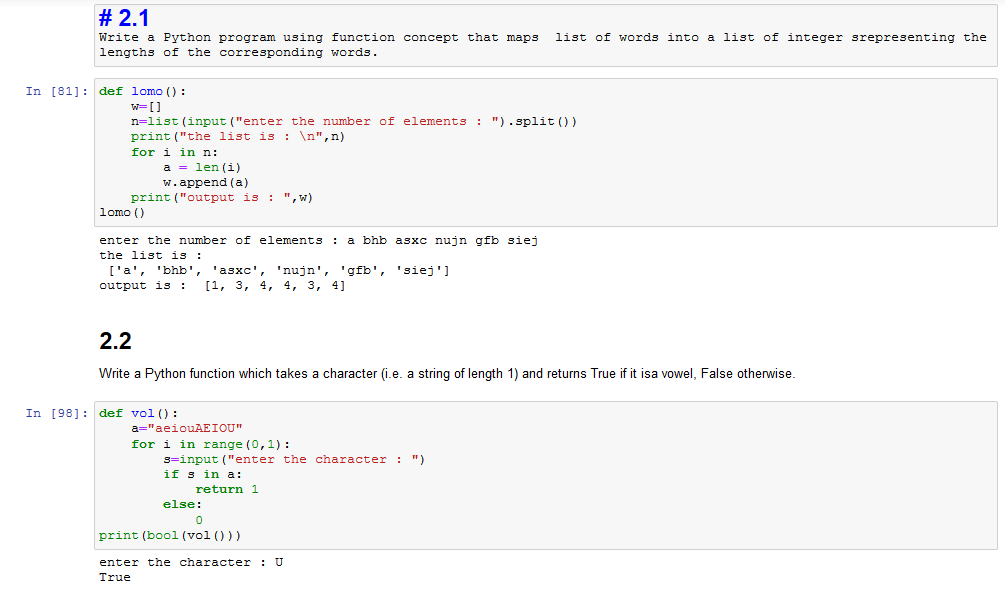 # 2.1
Write a Python program using function concept that maps  list of words into a list of integer srepresenting the
lengths of the corresponding words.
In [81]: def lomo():
    w=[]
    n=list(input("enter the number of elements : ").split())
    print("the list is : \n",n)
    for i in n:
        a = len(i)
        w.append(a)
    print("output is : ",w)
lomo()
enter the number of elements : a bhb asxc nujn gfb siej
the list is :
 ['a', 'bhb', 'asxc', 'nujn', 'gfb', 'siej']
output is :  [1, 3, 4, 4, 3, 4]
2.2
Write a Python function which takes a character (i.e. a string of length 1) and returns True if it isa vowel, False otherwise.
In [98]: def vol():
    a="aeiouAEIOU"
    for i in range(0,1):
        s=input("enter the character : ")
        if s in a:
            return 1
        else:
            0
print(bool(vol()))
enter the character : U
True